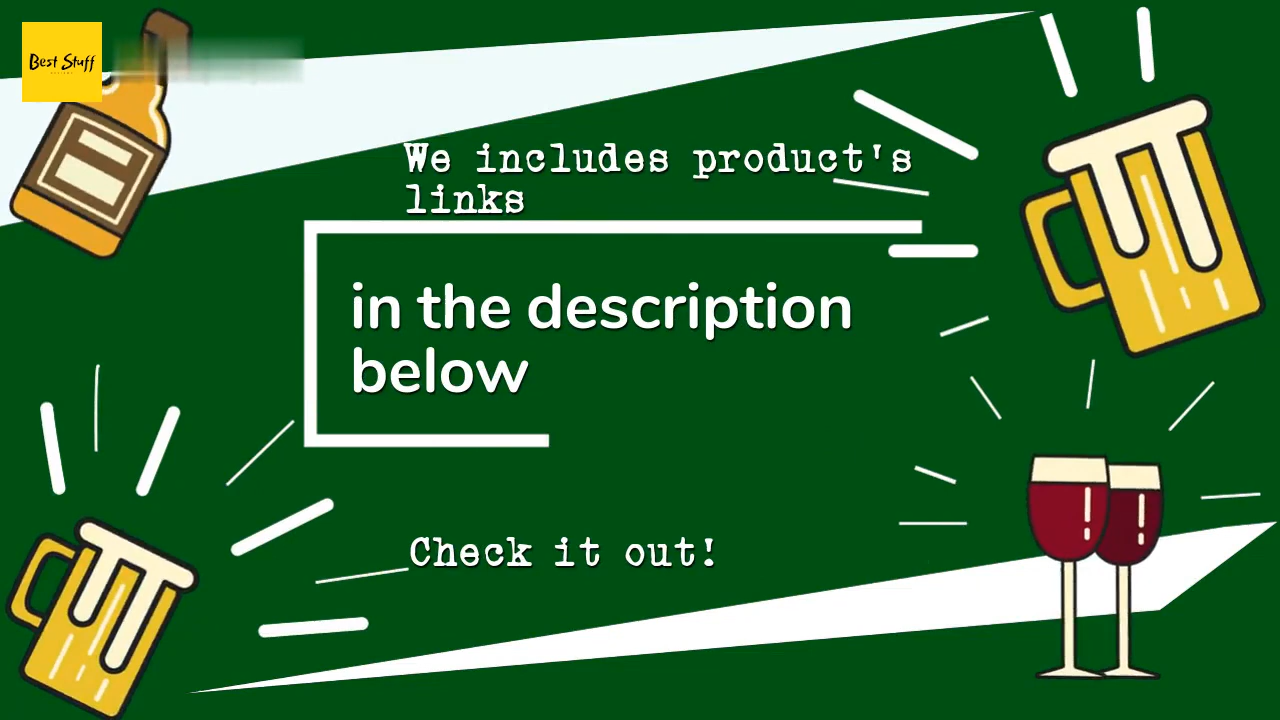 Best Stuff
We includes product's
links
in the description
below
Check it out!